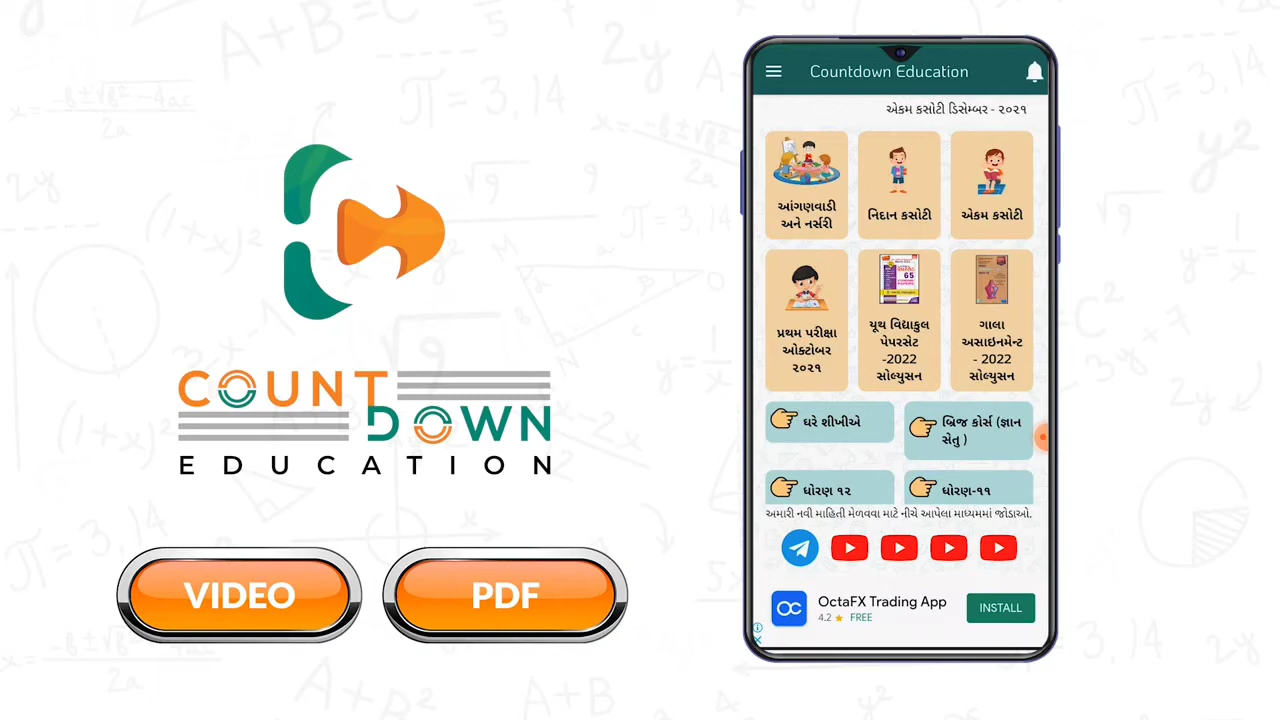 COUNT
DOWN
EDUCATION
VIDEO
PDF
Countdown Education
એકમ કસોટી ડિસેમ્બર - ૨૦૨૧
આંગણવાડી
અને નર્સરી
નિદાન કસોટી
એકમ કસોટી
પ્રથમ પરીક્ષા
ઓક્ટોબર
૨૦૨૧
યૂથ વિદ્યાકુલ
પેપરસેટ
-2022
સોલ્યુસન
ગાલા
અસાઇનમેન્ટ
- 2022
સોલ્યુસન
ઘરે શીખીએ
બ્રિજ કોર્સ (જ્ઞાન
સેતુ )
ધોરણ ૧૨
ધોરણ-૧૧
અમારી નવી માહિતી મેળવવા માટે નીચે આપેલા માધ્યમમાં જોડાઓ.
OctaFX Trading App
4.2 ★ FREE
INSTALL